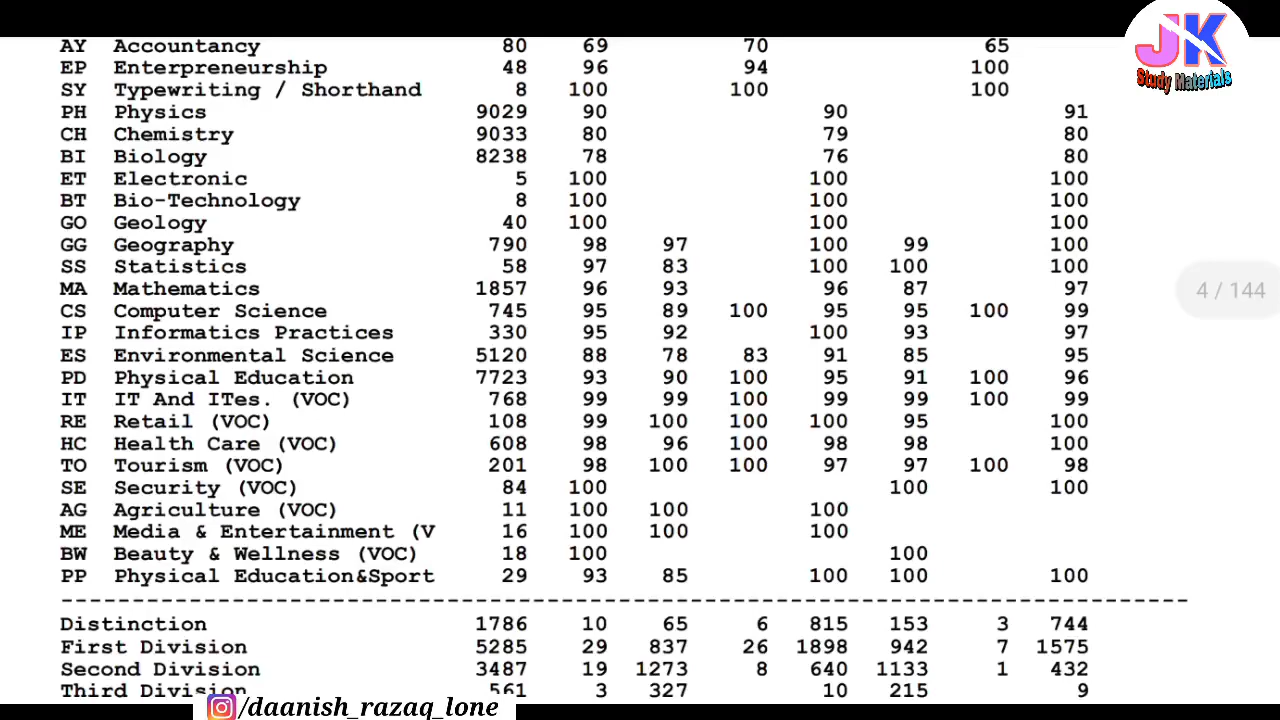 AY Accountancy 80 69 70 65
EP Enterpreneurship 48 96 94 100
SY Typewriting / Shorthand 8 100 100 100
PH Physics 9029 90 90 91
CH Chemistry 9033 80 79 80
BI Biology 8238 78 76 80
ET Electronic 5 100 100 100
BT Bio-Technology 8 100 100 100
GO Geology 40 100 100 100
GG Geography 790 98 97 100 99 100
SS Statistics 58 97 83 100 100 100
MA Mathematics 1857 96 93 96 87 97
CS Computer Science 745 95 89 100 95 95 100 99
IP Informatics Practices 330 95 92 100 93 97
ES Environmental Science 5120 88 78 83 91 85 95
PD Physical Education 7723 93 90 100 95 91 100 96
IT IT And ITes. (VOC) 768 99 99 100 99 99 100 99
RE Retail (VOC) 108 99 100 100 100 95 100
HC Health Care (VOC) 608 98 96 100 98 98 100
TO Tourism (VOC) 201 98 100 100 97 97 100 98
SE Security (VOC) 84 100 100 100
AG Agriculture (VOC) 11 100 100 100
ME Media & Entertainment (V 16 100 100 100
BW Beauty & Wellness (VOC) 18 100 100
PP Physical Education&Sport 29 93 85 100 100 100
Distinction 1786 10 65 6 815 153 3 744
First Division 5285 29 837 26 1898 942 7 1575
Second Division 3487 19 1273 8 640 1133 1 432
Third Division 561 3 327 10 215 9
JK
Study Materials
4 / 144
/daanish_razaq_lone